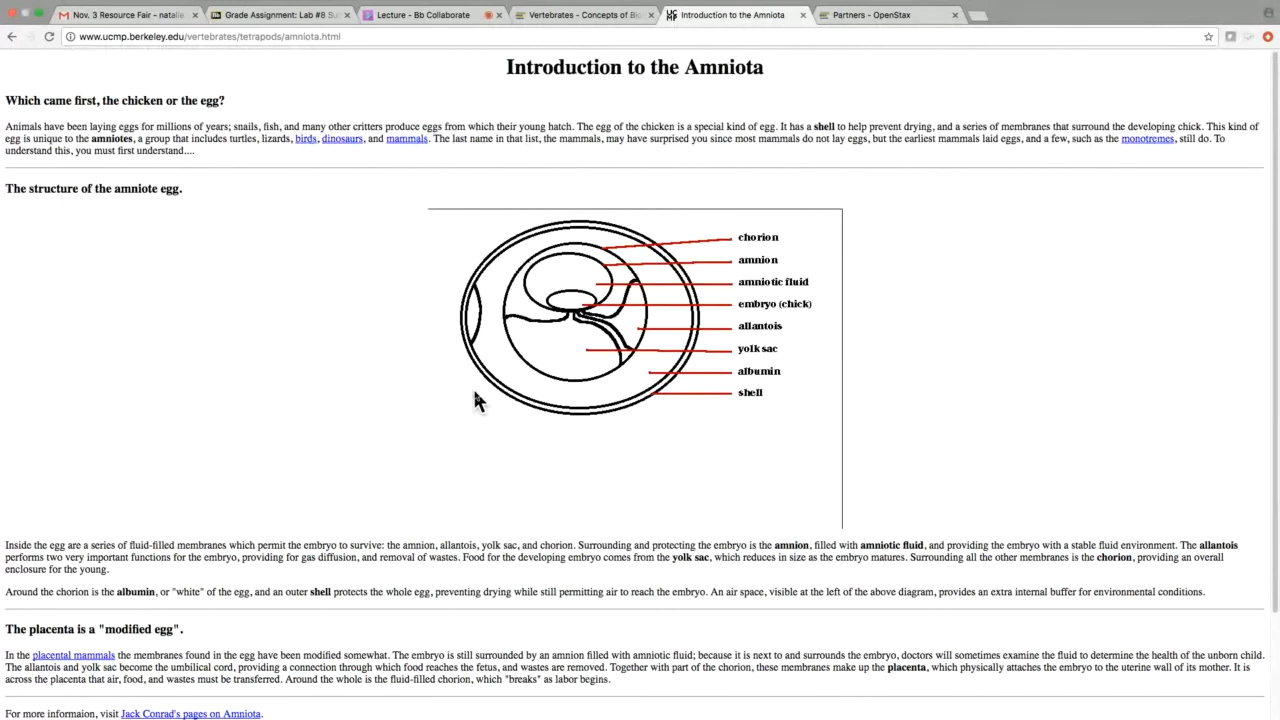 Nov. 3 Resource Fair - natalie
Grade Assignment: Lab #8 Su
Lecture - Bb Collaborate
Vertebrates - Concepts of Bio
Introduction to the Amniota
Partners - OpenStax
www.ucmp.berkeley.edu/vertebrates/tetrapods/amniota.html
Introduction to the Amniota
Which came first, the chicken or the egg?
Animals have been laying eggs for millions of years; snails, fish, and many other critters produce eggs from which their young hatch. The egg of the chicken is a special kind of egg. It has a shell to help prevent drying, and a series of membranes that surround the developing chick. This kind of
egg is unique to the amniotes, a group that includes turtles, lizards, birds, dinosaurs, and mammals. The last name in that list, the mammals, may have surprised you since most mammals do not lay eggs, but the earliest mammals laid eggs, and a few, such as the monotremes, still do. To
understand this, you must first understand....
The structure of the amniote egg.
chorion
amnion
amniotic fluid
embryo (chick)
allantois
yolk sac
albumin
shell
Inside the egg are a series of fluid-filled membranes which permit the embryo to survive: the amnion, allantois, yolk sac, and chorion. Surrounding and protecting the embryo is the amnion, filled with amniotic fluid, and providing the embryo with a stable fluid environment. The allantois
performs two very important functions for the embryo, providing for gas diffusion, and removal of wastes. Food for the developing embryo comes from the yolk sac, which reduces in size as the embryo matures. Surrounding all the other membranes is the chorion, providing an overall
enclosure for the young.
Around the chorion is the albumin, or "white" of the egg, and an outer shell protects the whole egg, preventing drying while still permitting air to reach the embryo. An air space, visible at the left of the above diagram, provides an extra internal buffer for environmental conditions.
The placenta is a "modified egg".
In the placental mammals the membranes found in the egg have been modified somewhat. The embryo is still surrounded by an amnion filled with amniotic fluid; because it is next to and surrounds the embryo, doctors will sometimes examine the fluid to determine the health of the unborn child.
The allantois and yolk sac become the umbilical cord, providing a connection through which food reaches the fetus, and wastes are removed. Together with part of the chorion, these membranes make up the placenta, which physically attaches the embryo to the uterine wall of its mother. It is
across the placenta that air, food, and wastes must be transferred. Around the whole is the fluid-filled chorion, which "breaks" as labor begins.
For more informaion, visit Jack Conrad's pages on Amniota.